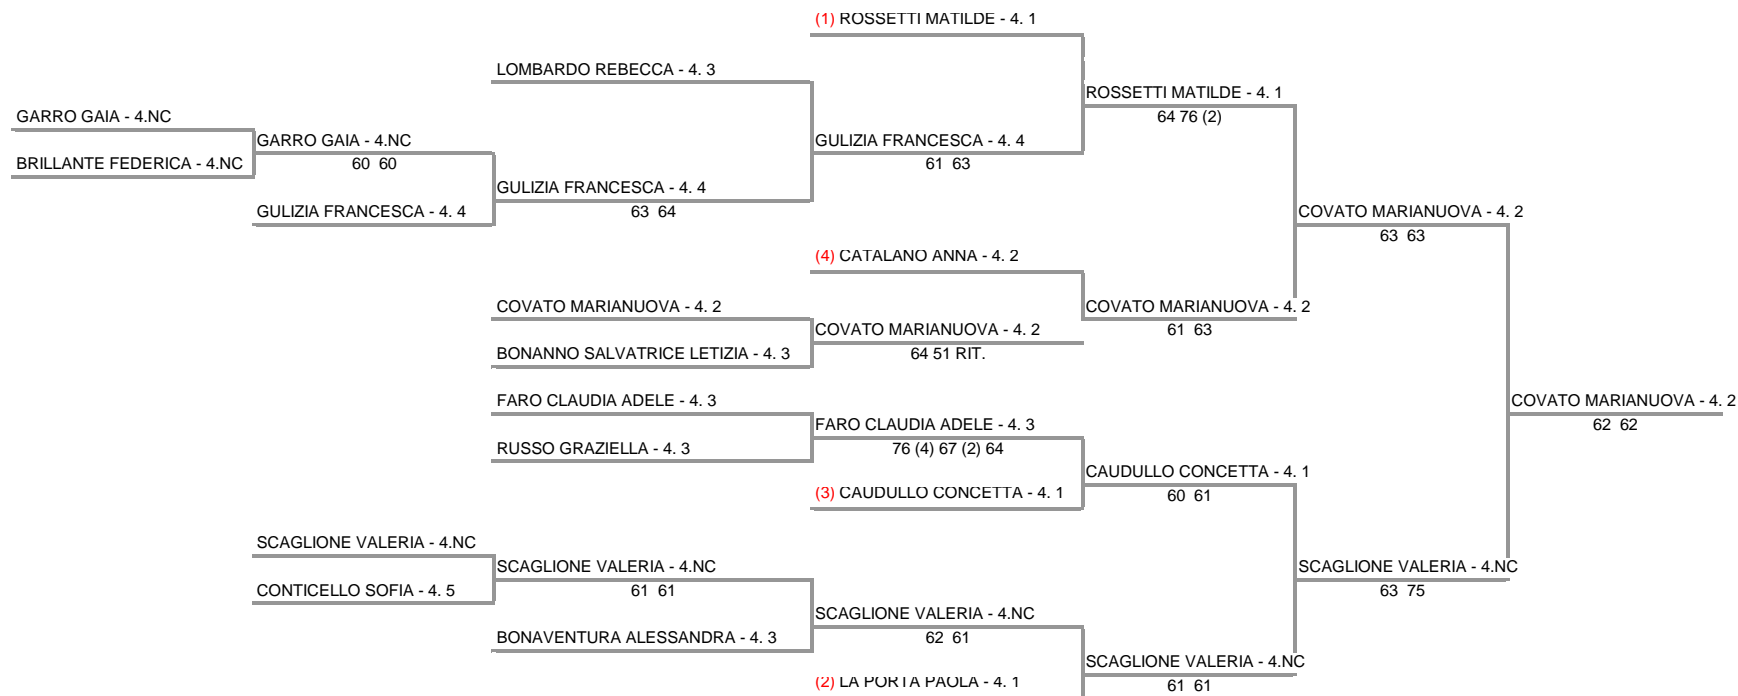 (1) ROSSETTI MATILDE - 4. 1
LOMBARDO REBECCA - 4. 3
ROSSETTI MATILDE - 4. 1
64 76 (2)
GARRO GAIA - 4.NC
GARRO GAIA - 4.NC
60 60
GULIZIA FRANCESCA - 4. 4
61 63
BRILLANTE FEDERICA - 4.NC
GULIZIA FRANCESCA - 4. 4
63 64
GULIZIA FRANCESCA - 4. 4
COVATO MARIANUOVA - 4. 2
63 63
(4) CATALANO ANNA - 4. 2
COVATO MARIANUOVA - 4. 2
COVATO MARIANUOVA - 4. 2
61 63
COVATO MARIANUOVA - 4. 2
64 51 RIT.
BONANNO SALVATRICE LETIZIA - 4. 3
FARO CLAUDIA ADELE - 4. 3
COVATO MARIANUOVA - 4. 2
62 62
FARO CLAUDIA ADELE - 4. 3
76 (4) 67 (2) 64
RUSSO GRAZIELLA - 4. 3
CAUDULLO CONCETTA - 4. 1
60 61
(3) CAUDULLO CONCETTA - 4. 1
SCAGLIONE VALERIA - 4.NC
SCAGLIONE VALERIA - 4.NC
61 61
SCAGLIONE VALERIA - 4.NC
63 75
CONTICELLO SOFIA - 4. 5
SCAGLIONE VALERIA - 4.NC
62 61
BONAVENTURA ALESSANDRA - 4. 3
SCAGLIONE VALERIA - 4.NC
61 61
(2) LA PORTA PAOLA - 4. 1